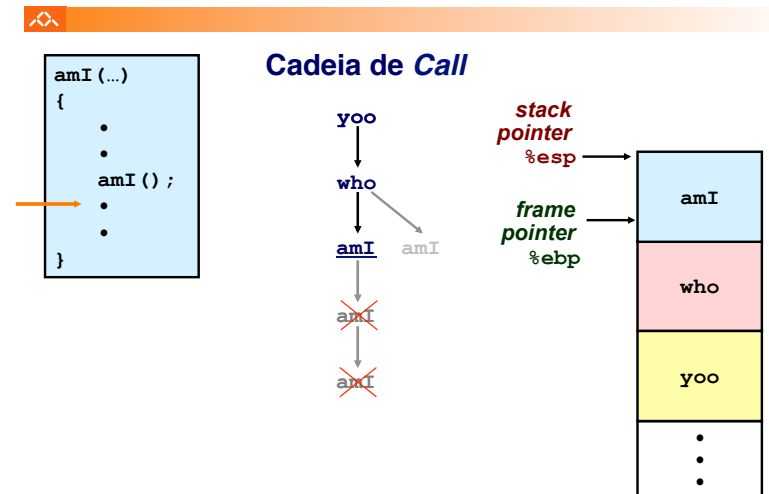 Cadeia de Call
amI(…)
{
•
•
amI();
•
•
}
yoo
who
amI
amI
amI
amI
stack
pointer
%esp
frame
pointer
%ebp
amI
who
yoo
•
•
•